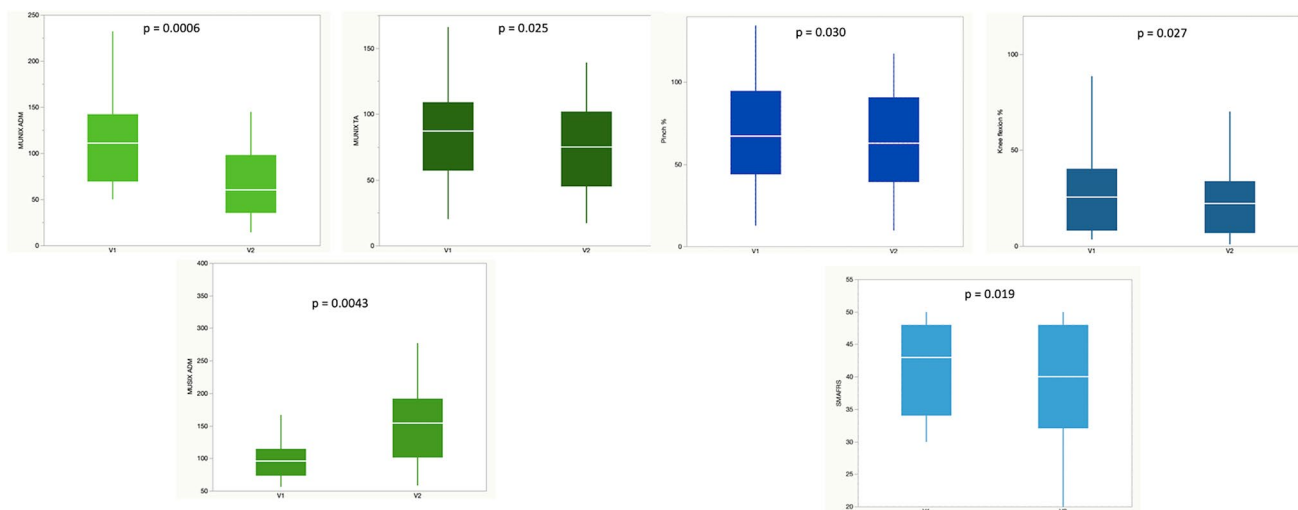 p = 0.0006
250
200
150
100
50
0
MUNIX ADM
V1 V2
p = 0.025
150
100
50
0
MUNIX TA
V1 V2
p = 0.030
100
50
0
Pinch %
V1 V2
p = 0.027
100
50
0
Knee flexion %
V1 V2
p = 0.0043
400
350
300
250
200
150
100
50
MUSIX ADM
V1 V2
p = 0.019
55
50
45
40
35
30
25
20
SMAFRS